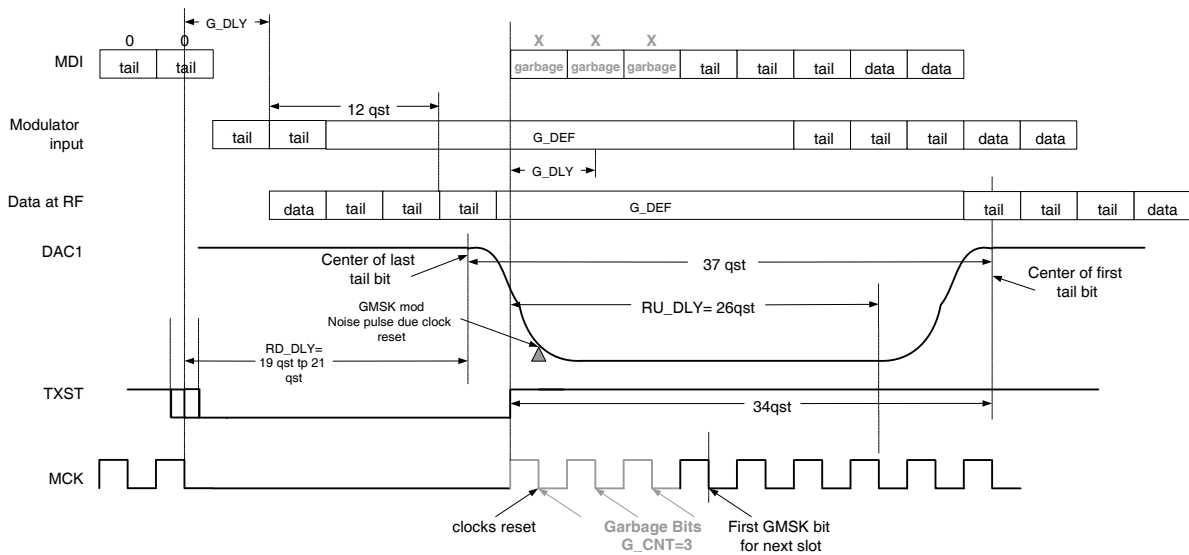 G_DLY
0 0 X X X
MDI tail tail garbage garbage garbage tail tail tail data data
12 qst
Modulator
input
tail tail G_DEF tail tail tail data data
G_DLY
Data at RF data tail tail tail G_DEF tail tail tail data
DAC1
Center of last
tail bit
37 qst
Center of first
tail bit
GMSK mod
Noise pulse due clock
reset
RU_DLY= 26qst
RD_DLY=
19 qst tp 21
qst
TXST
34qst
MCK
clocks reset
Garbage Bits
G_CNT=3
First GMSK bit
for next slot